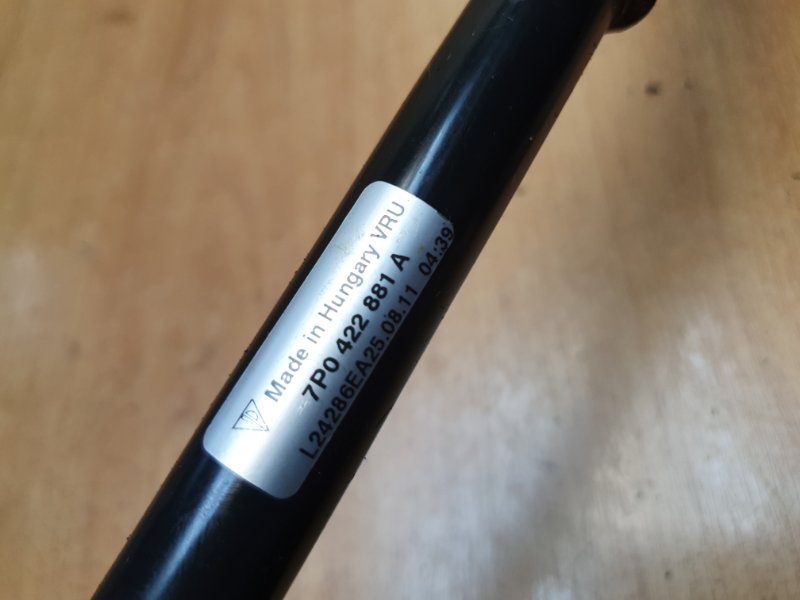 Made in Hungary VRU
7P0 422 881 A
L24286EA25.08.11 04:39